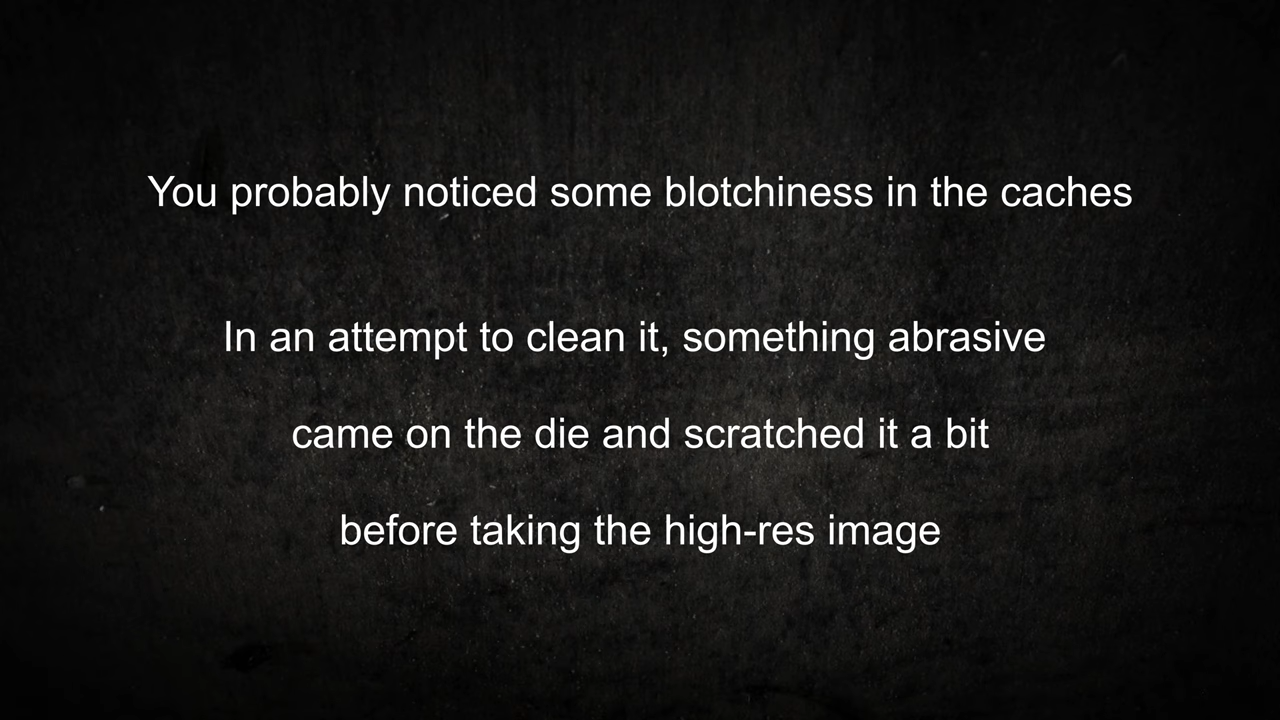 You probably noticed some blotchiness in the caches
In an attempt to clean it, something abrasive
came on the die and scratched it a bit
before taking the high-res image